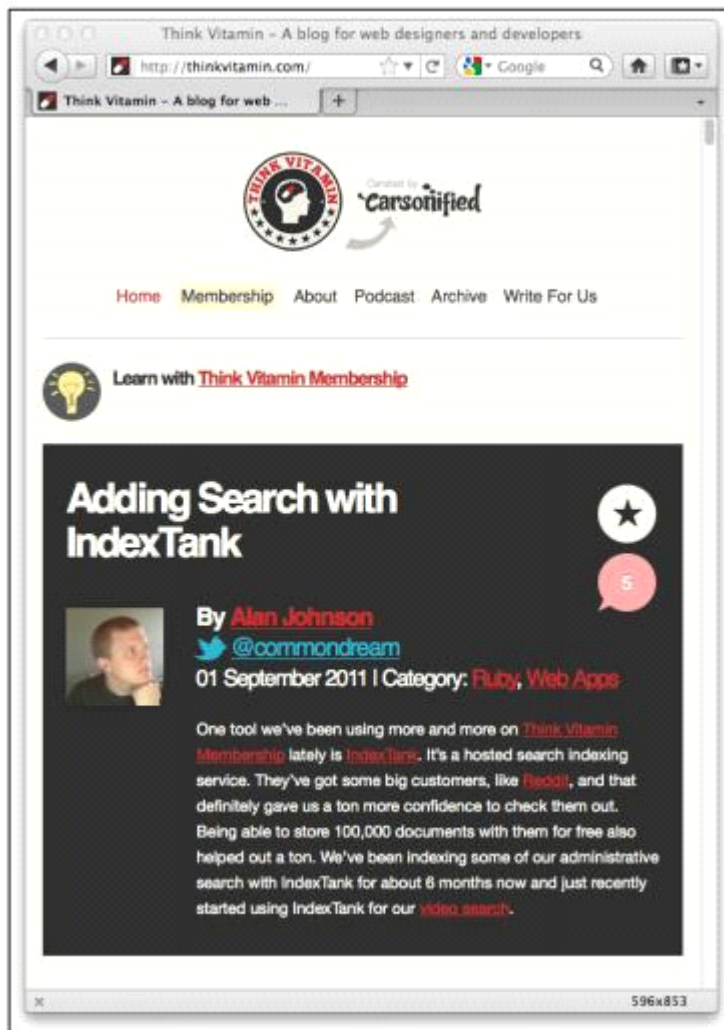 Think Vitamin – A blog for web designers and developers
http://thinkvitamin.com/
Google
Think Vitamin – A blog for web ...
THINK VITAMIN
Curated by
Carsonified
Home Membership About Podcast Archive Write For Us
Learn with Think Vitamin Membership
Adding Search with
IndexTank
5
By Alan Johnson
@commondream
01 September 2011 | Category: Ruby, Web Apps
One tool we've been using more and more on Think Vitamin
Membership lately is IndexTank. It's a hosted search indexing
service. They've got some big customers, like Reddit, and that
definitely gave us a ton more confidence to check them out.
Being able to store 100,000 documents with them for free also
helped out a ton. We've been indexing some of our administrative
search with IndexTank for about 6 months now and just recently
started using IndexTank for our video search.
596x853